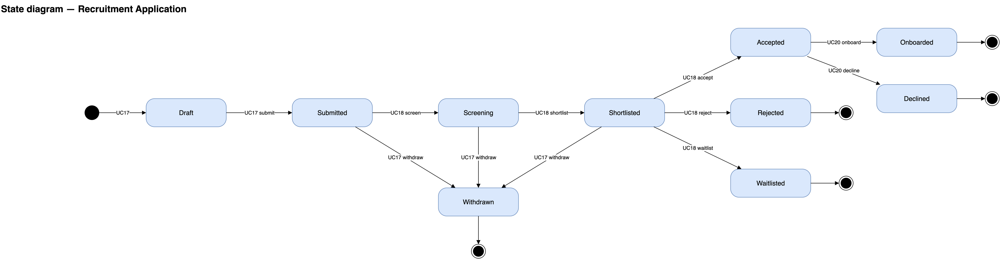 State diagram — Recruitment Application
Accepted
UC20 onboard
Onboarded
UC20 decline
UC18 accept
Declined
UC17
Draft
UC17 submit
Submitted
UC18 screen
Screening
UC18 shortlist
Shortlisted
UC18 reject
Rejected
UC18 waitlist
UC17 withdraw
UC17 withdraw
UC17 withdraw
Waitlisted
Withdrawn